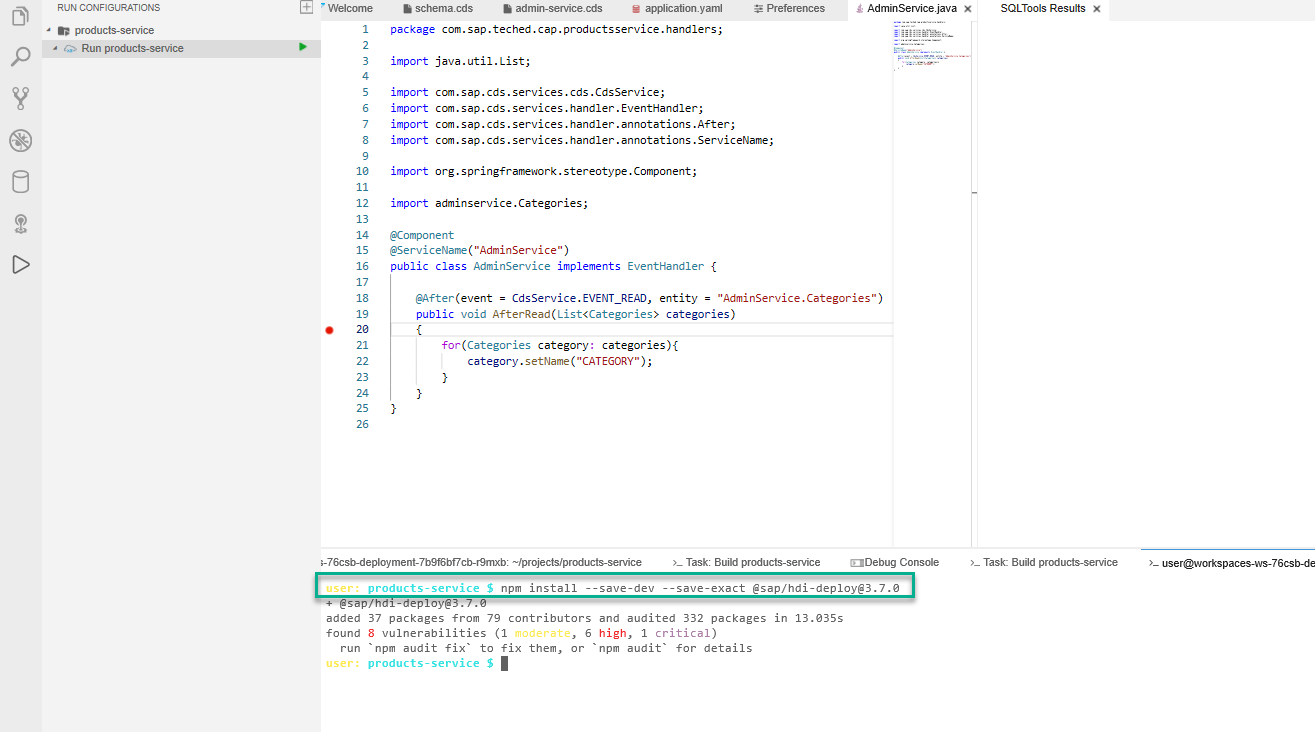 RUN CONFIGURATIONS
products-service
Run products-service
Welcome
schema.cds
admin-service.cds
application.yaml
Preferences
AdminService.java
SQLTools Results
1 package com.sap.teched.cap.productsservice.handlers;
2
3 import java.util.List;
4
5 import com.sap.cds.services.cds.CdsService;
6 import com.sap.cds.services.handler.EventHandler;
7 import com.sap.cds.services.handler.annotations.After;
8 import com.sap.cds.services.handler.annotations.ServiceName;
9
10 import org.springframework.stereotype.Component;
11
12 import adminservice.Categories;
13
14 @Component
15 @ServiceName("AdminService")
16 public class AdminService implements EventHandler {
17
18 @After(event = CdsService.EVENT_READ, entity = "AdminService.Categories")
19 public void AfterRead(List<Categories> categories)
20 {
21 for(Categories category: categories){
22 category.setName("CATEGORY");
23 }
24 }
25 }
26
s-76csb-deployment-7b9f6bf7cb-r9mxb: ~/projects/products-service
>_ Task: Build products-service
Debug Console
>_ Task: Build products-service
>_ user@workspaces-ws-76csb-de
user: products-service $ npm install --save-dev --save-exact @sap/hdi-deploy@3.7.0
+ @sap/hdi-deploy@3.7.0
added 37 packages from 79 contributors and audited 332 packages in 13.035s
found 8 vulnerabilities (1 moderate, 6 high, 1 critical)
run `npm audit fix` to fix them, or `npm audit` for details
user: products-service $